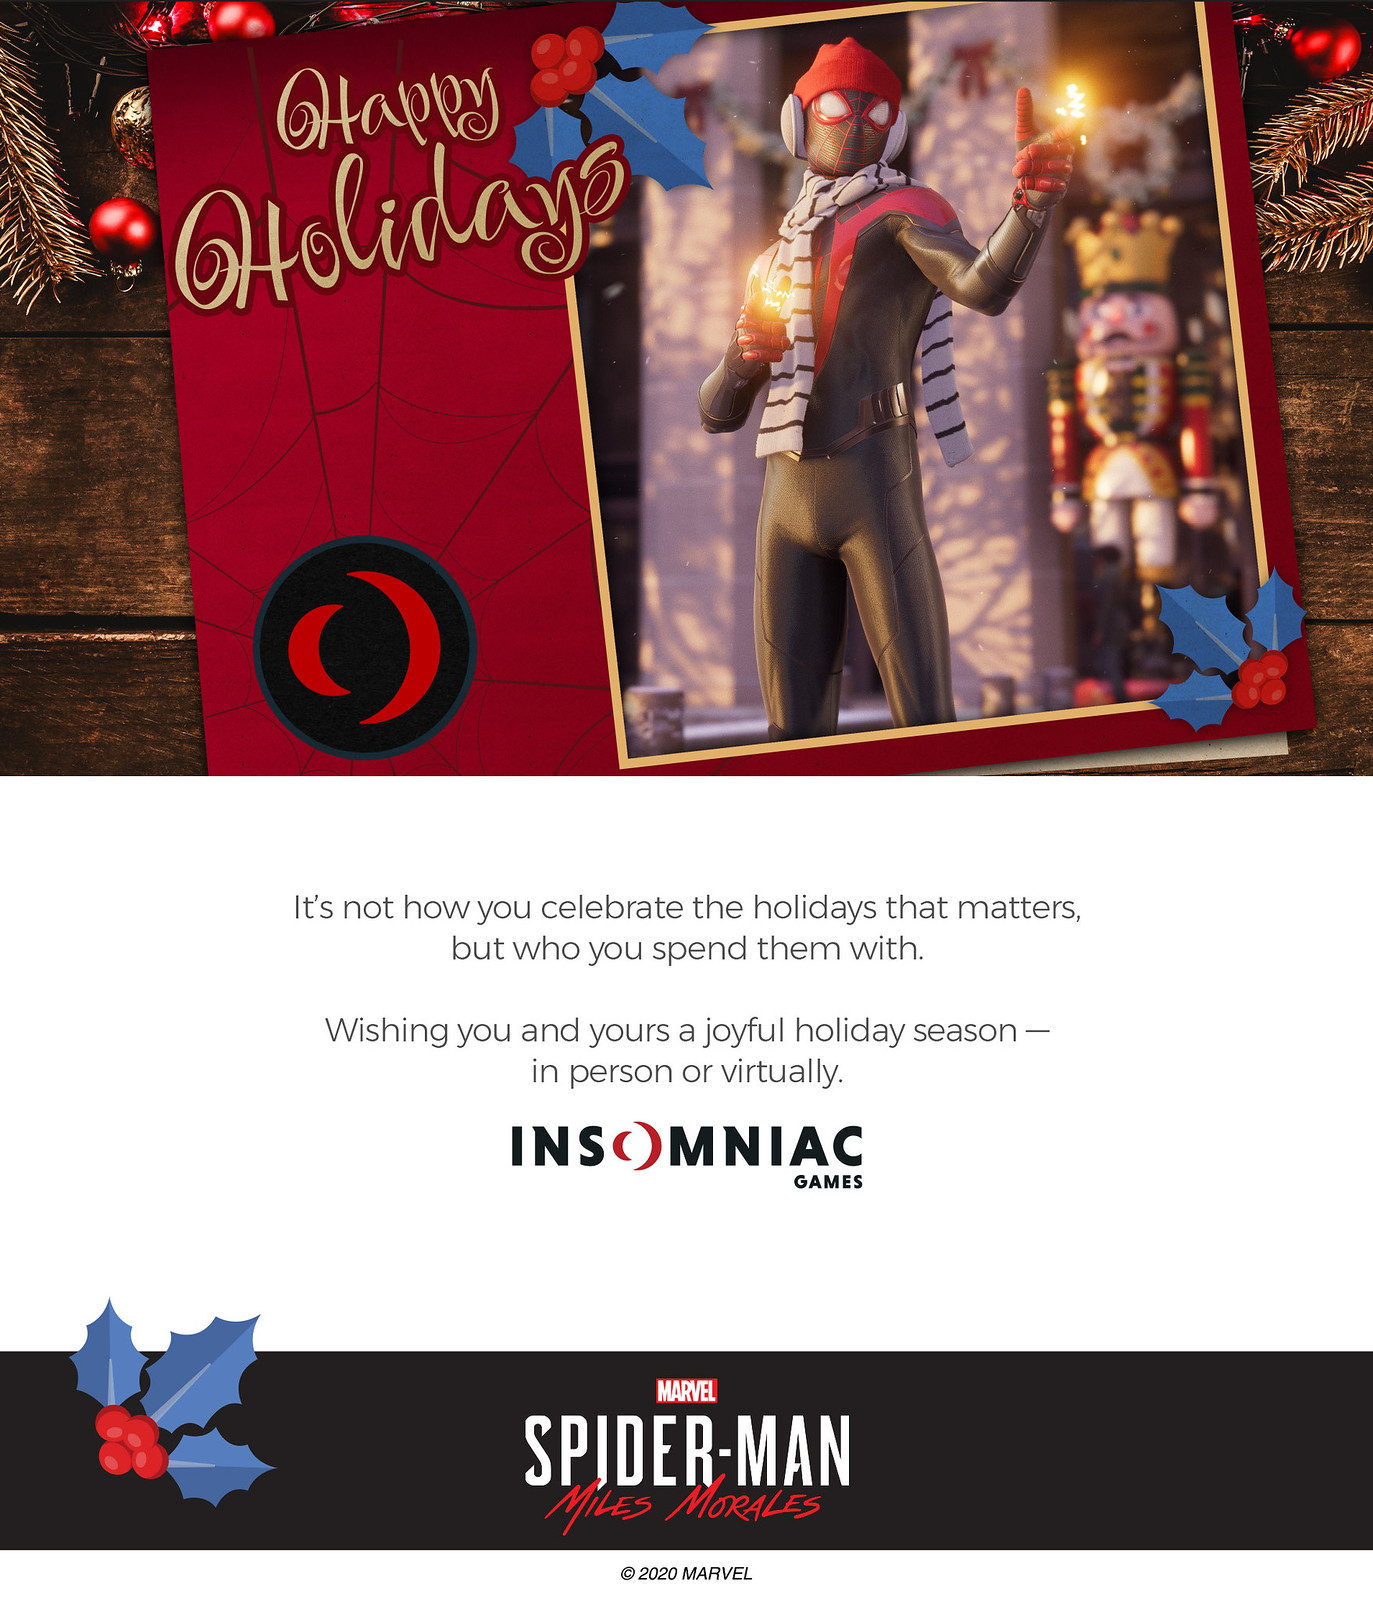 Happy
Holidays
It’s not how you celebrate the holidays that matters,
but who you spend them with.
Wishing you and yours a joyful holiday season —
in person or virtually.
INSOMNIAC
GAMES
MARVEL
SPIDER-MAN
MILES MORALES
© 2020 MARVEL